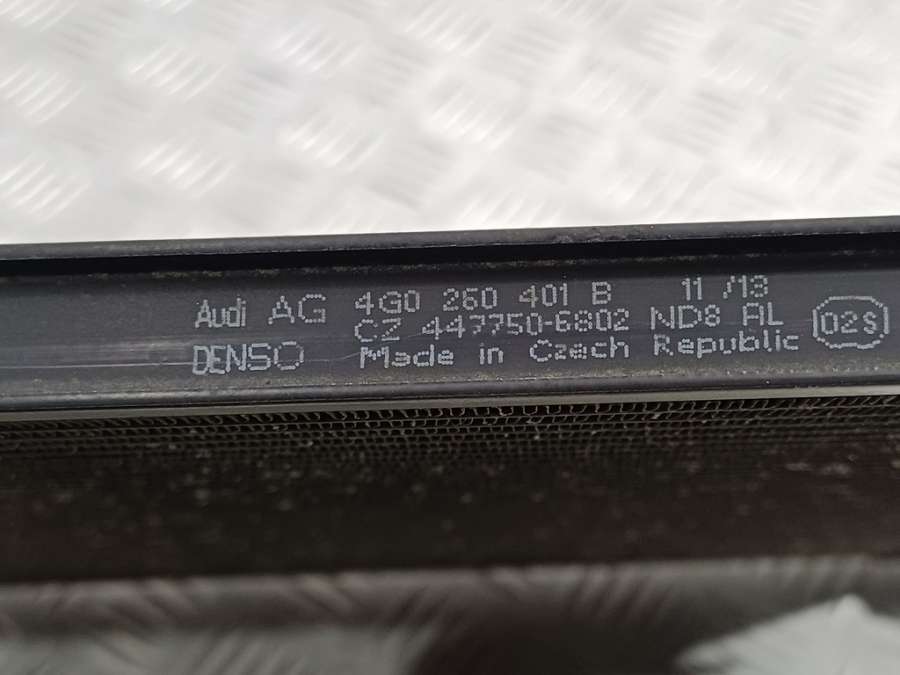 Audi AG 4G0 260 401 B 11 /13
CZ 447750-6802 ND8 AL 02S
DENSO Made in Czech Republic